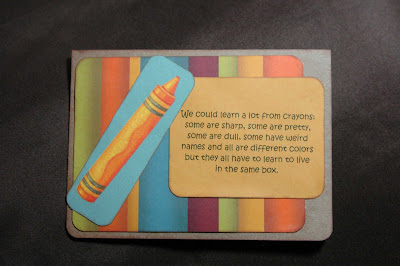 We could learn a lot from crayons:
some are sharp, some are pretty,
some are dull, some have weird
names and all are different colors
but they all have to learn to live
in the same box.